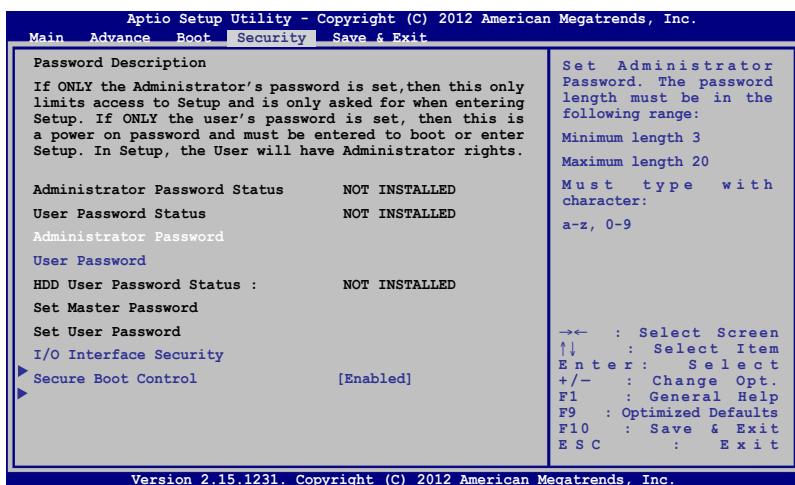 Aptio Setup Utility - Copyright (C) 2012 American Megatrends, Inc.
Main Advance Boot Security Save & Exit
Password Description
If ONLY the Administrator's password is set,then this only
limits access to Setup and is only asked for when entering
Setup. If ONLY the user's password is set, then this is
a power on password and must be entered to boot or enter
Setup. In Setup, the User will have Administrator rights.
Administrator Password Status NOT INSTALLED
User Password Status NOT INSTALLED
Administrator Password
User Password
HDD User Password Status : NOT INSTALLED
Set Master Password
Set User Password
I/O Interface Security
Secure Boot Control [Enabled]
Set Administrator
Password. The password
length must be in the
following range:
Minimum length 3
Maximum length 20
Must type with
character:
a-z, 0-9
→← : Select Screen
↑↓ : Select Item
Enter: Select
+/— : Change Opt.
F1 : General Help
F9 : Optimized Defaults
F10 : Save & Exit
ESC : Exit
Version 2.15.1231. Copyright (C) 2012 American Megatrends, Inc.